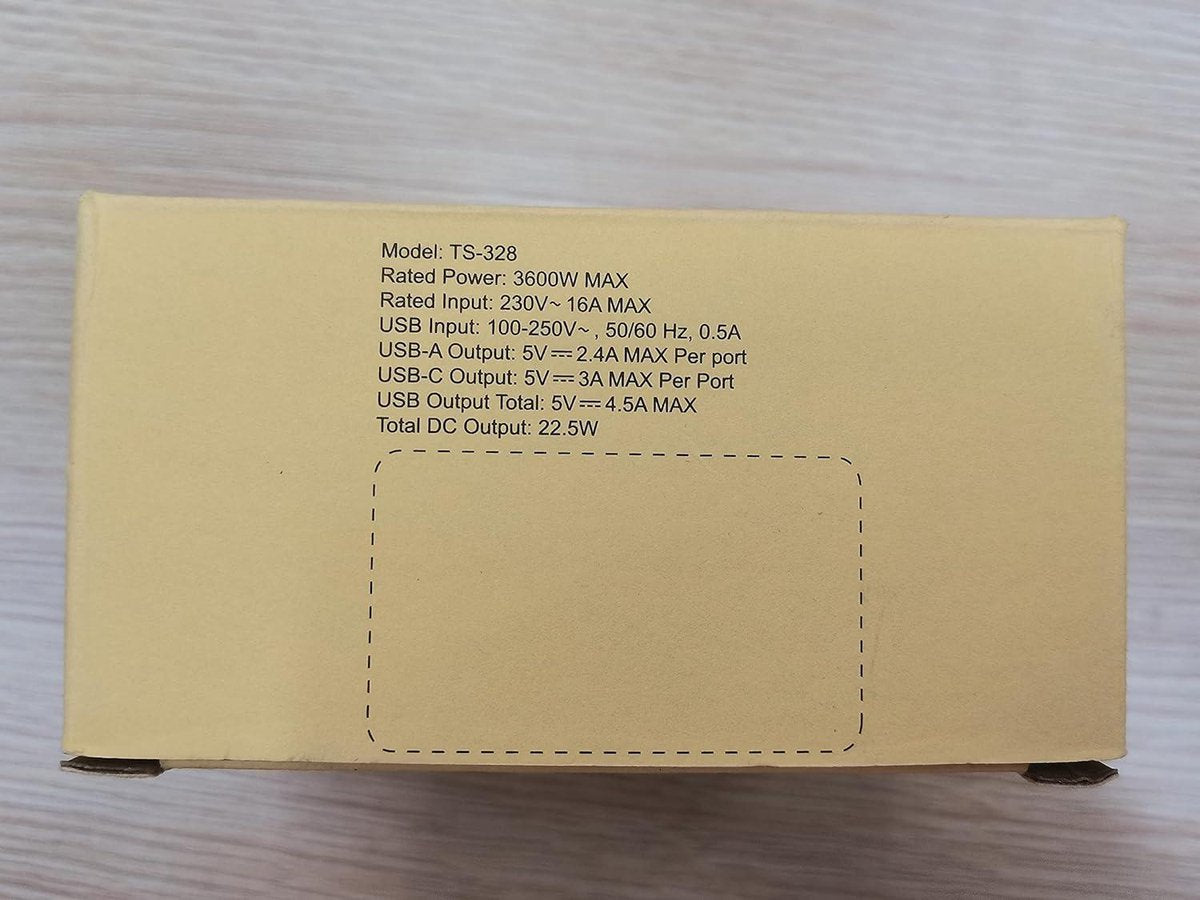 Model: TS-328
Rated Power: 3600W MAX
Rated Input: 230V~ 16A MAX
USB Input: 100-250V~ , 50/60 Hz, 0.5A
USB-A Output: 5V⎓2.4A MAX Per port
USB-C Output: 5V⎓3A MAX Per Port
USB Output Total: 5V⎓4.5A MAX
Total DC Output: 22.5W